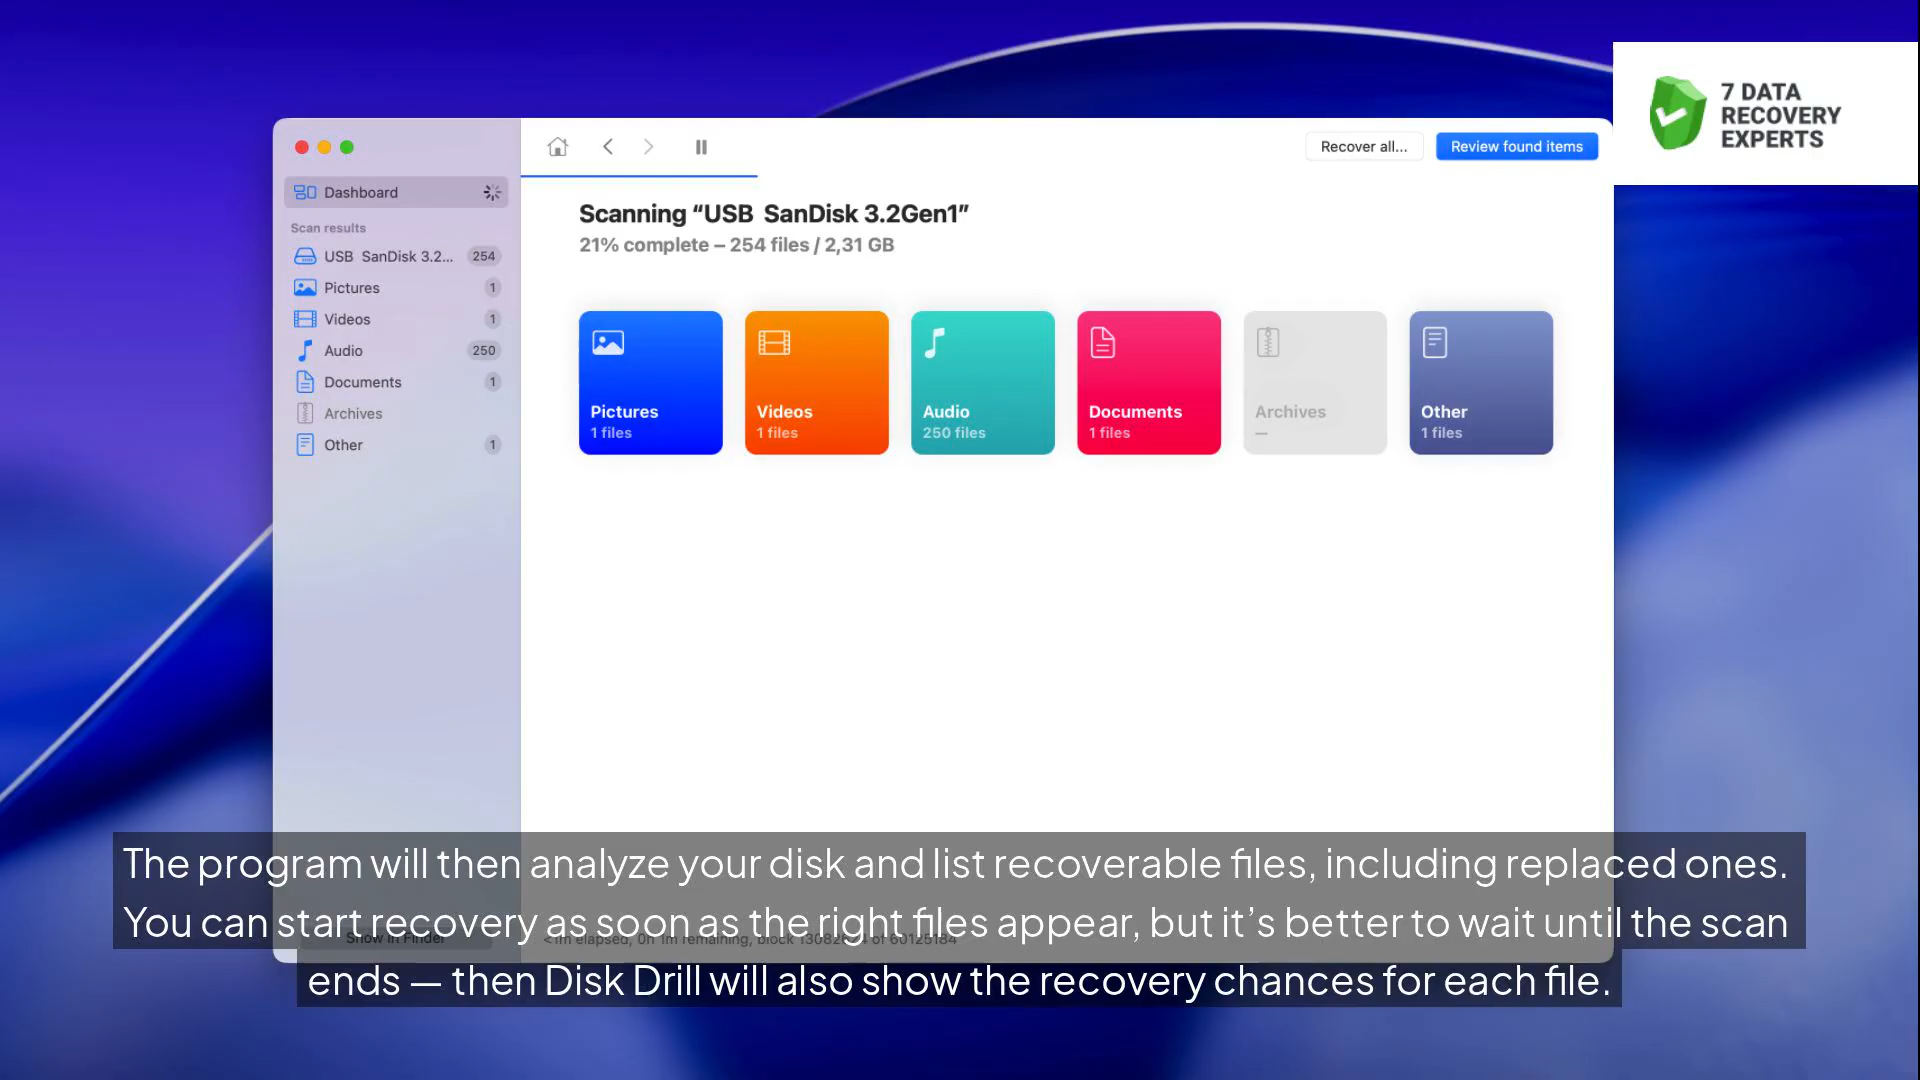 7 DATA
RECOVERY
EXPERTS
Recover all...
Review found items
Dashboard
Scan results
USB SanDisk 3.2... 254
Pictures 1
Videos 1
Audio 250
Documents 1
Archives
Other 1
Scanning “USB SanDisk 3.2Gen1”
21% complete – 254 files / 2,31 GB
Pictures
1 files
Videos
1 files
Audio
250 files
Documents
1 files
Archives
—
Other
1 files
Show in Finder
The program will then analyze your disk and list recoverable files, including replaced ones.
You can start recovery as soon as the right files appear, but it’s better to wait until the scan
ends — then Disk Drill will also show the recovery chances for each file.